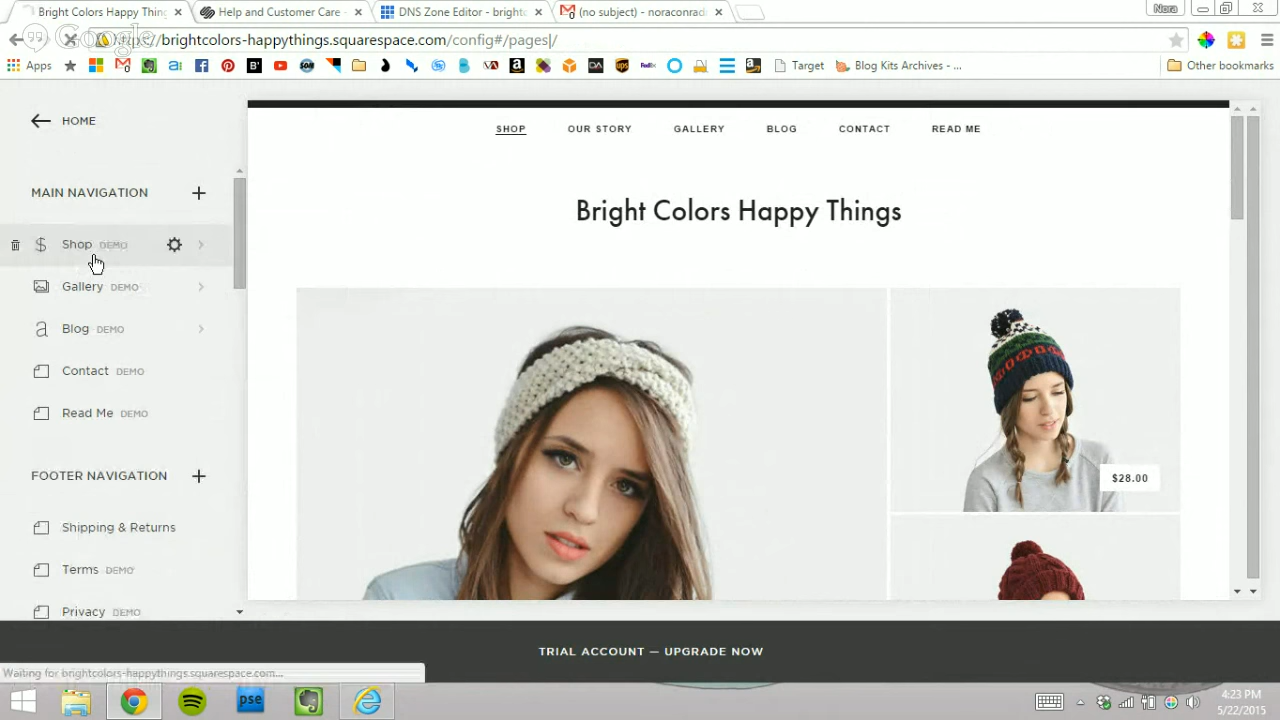 Bright Colors Happy Thing
Help and Customer Care -
DNS Zone Editor - brightc
(no subject) - noraconrad
Nora
Google
brightcolors-happythings.squarespace.com/config#/pages|/
Apps
Target
Blog Kits Archives - ...
Other bookmarks
HOME
MAIN NAVIGATION
Shop DEMO
Gallery DEMO
Blog DEMO
Contact DEMO
Read Me DEMO
FOOTER NAVIGATION
Shipping & Returns
Terms DEMO
Privacy DEMO
SHOP OUR STORY GALLERY BLOG CONTACT READ ME
Bright Colors Happy Things
$28.00
TRIAL ACCOUNT — UPGRADE NOW
Waiting for brightcolors-happythings.squarespace.com...
pse
4:23 PM
5/22/2015